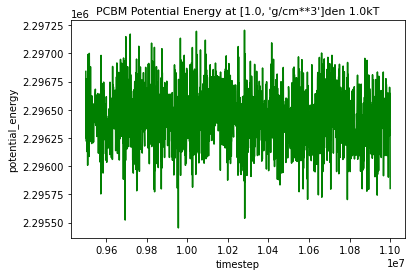 PCBM Potential Energy at [1.0, 'g/cm**3']den 1.0kT
1e6
2.29725
2.29700
2.29675
2.29650
2.29625
2.29600
2.29575
2.29550
potential_energy
0.96 0.98 1.00 1.02 1.04 1.06 1.08 1.10
timestep
1e7